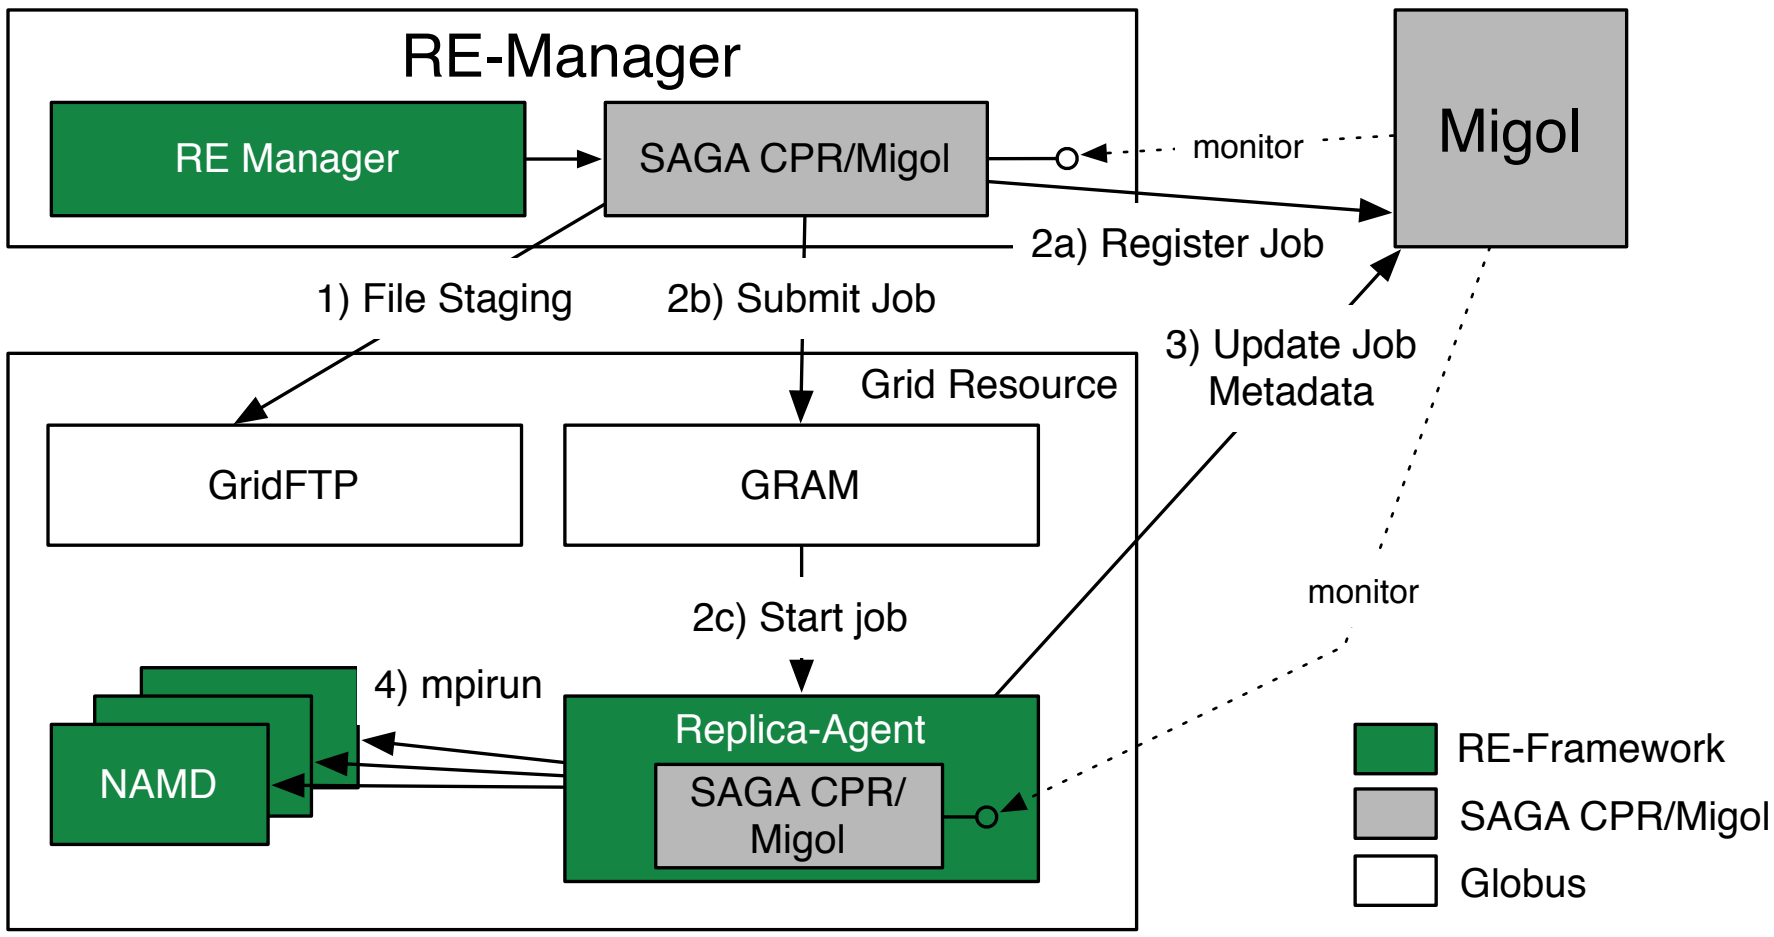 RE-Manager
RE Manager
SAGA CPR/Migol
monitor
Migol
2a) Register Job
1) File Staging
2b) Submit Job
3) Update Job
Metadata
Grid Resource
GridFTP
GRAM
monitor
2c) Start job
4) mpirun
Replica-Agent
NAMD
SAGA CPR/
Migol
RE-Framework
SAGA CPR/Migol
Globus